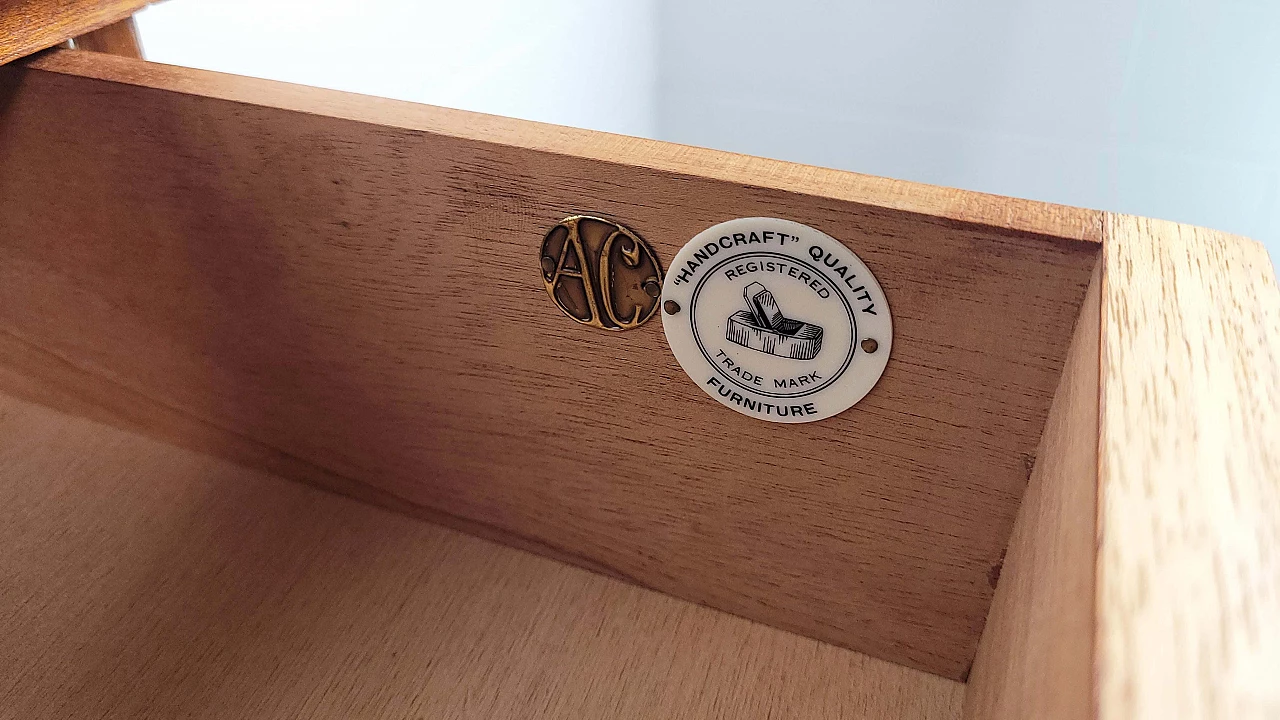 AC
"HANDCRAFT" QUALITY
REGISTERED
TRADE MARK
FURNITURE